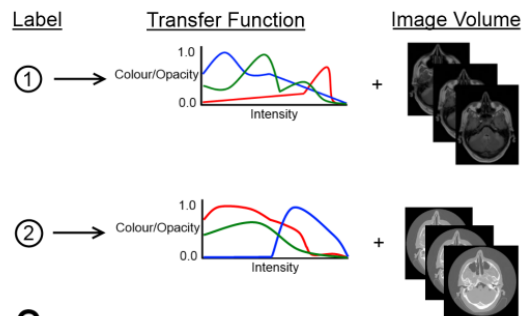 Label Transfer Function Image Volume
1 Colour/Opacity 1.0 0.0 Intensity +
2 Colour/Opacity 1.0 0.0 Intensity +